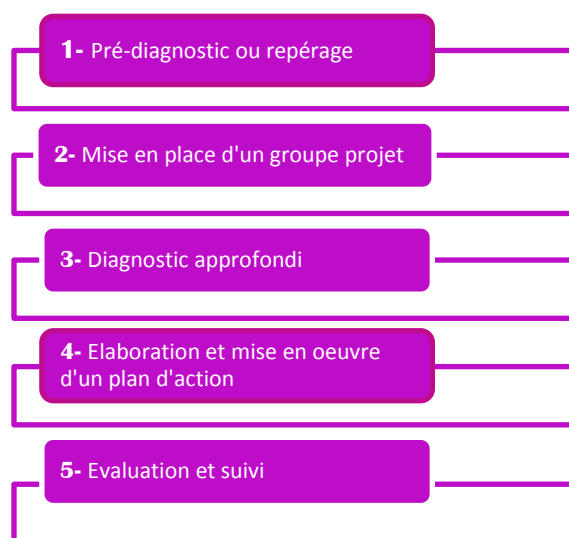 1- Pré-diagnostic ou repérage
2- Mise en place d'un groupe projet
3- Diagnostic approfondi
4- Elaboration et mise en oeuvre
d'un plan d'action
5- Evaluation et suivi